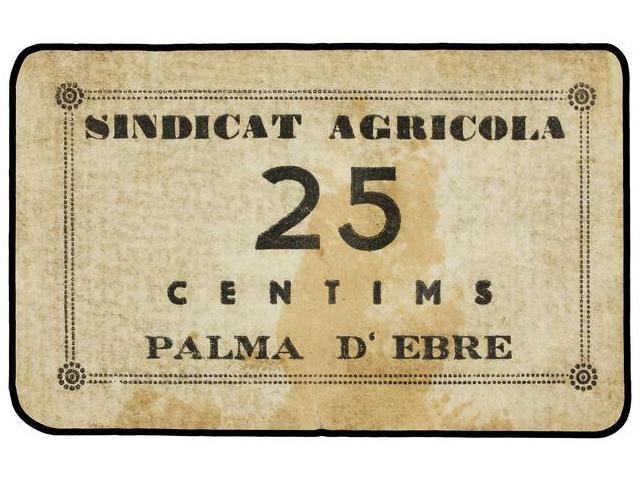 SINDICAT AGRICOLA
25
CENTIMS
PALMA D‘ EBRE